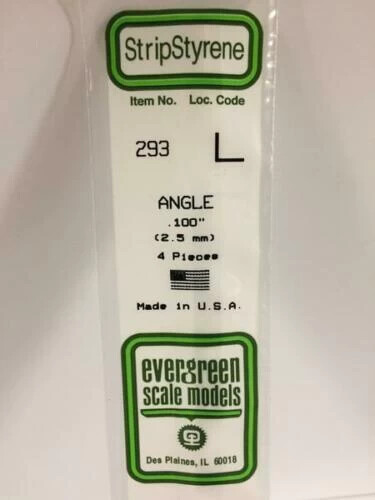 StripStyrene
Item No. Loc. Code
293 L
ANGLE
.100"
(2.5 mm)
4 Pieces
Made in U.S.A.
evergreen
scale models
Des Plaines, IL 60018